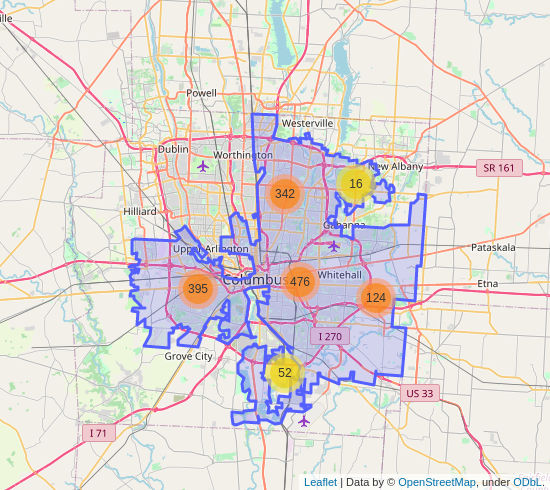 ville
Powell
Westerville
Dublin
Worthington
New Albany
SR 161
16
342
Hilliard
Gahanna
Upper Arlington
Pataskala
Columbus
476
Whitehall
Etna
395
124
I 270
Grove City
52
US 33
I 71
Leaflet | Data by © OpenStreetMap, under ODbL.